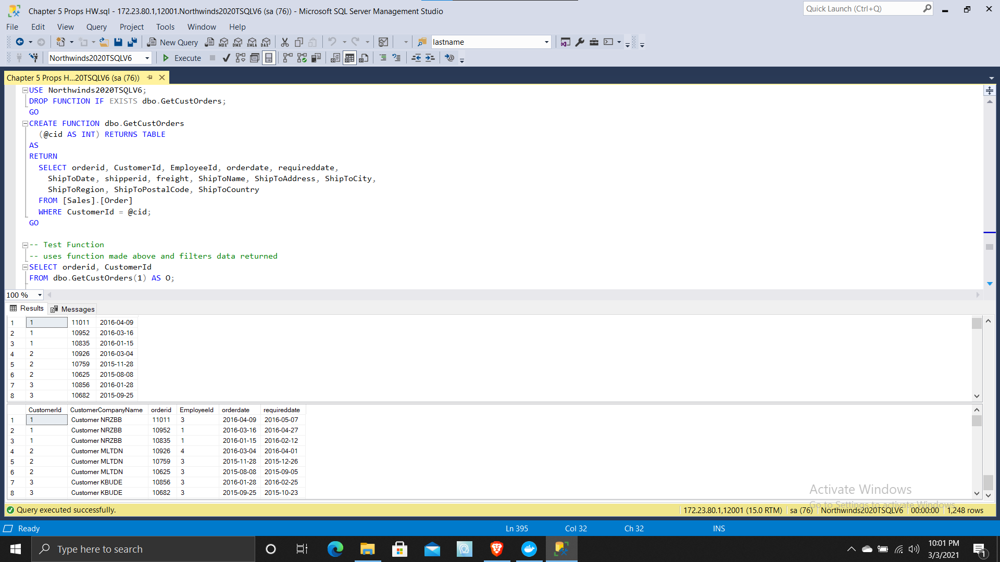 Chapter 5 Props HW.sql - 172.23.80.1,12001.Northwinds2020TSQLV6 (sa (76)) - Microsoft SQL Server Management Studio
Quick Launch (Ctrl+Q)
File Edit View Query Project Tools Window Help
New Query MDX DMX XMLA DAX lastname
Northwinds2020TSQLV6 Execute
Chapter 5 Props H...20TSQLV6 (sa (76))
USE Northwinds2020TSQLV6;
DROP FUNCTION IF EXISTS dbo.GetCustOrders;
GO
CREATE FUNCTION dbo.GetCustOrders
(@cid AS INT) RETURNS TABLE
AS
RETURN
SELECT orderid, CustomerId, EmployeeId, orderdate, requireddate,
ShipToDate, shipperid, freight, ShipToName, ShipToAddress, ShipToCity,
ShipToRegion, ShipToPostalCode, ShipToCountry
FROM [Sales].[Order]
WHERE CustomerId = @cid;
GO
-- Test Function
-- uses function made above and filters data returned
SELECT orderid, CustomerId
FROM dbo.GetCustOrders(1) AS O;
100 %
Results Messages
1 1 11011 2016-04-09
2 1 10952 2016-03-16
3 1 10835 2016-01-15
4 2 10926 2016-03-04
5 2 10759 2015-11-28
6 2 10625 2015-08-08
7 3 10856 2016-01-28
8 3 10682 2015-09-25
CustomerId CustomerCompanyName orderid EmployeeId orderdate requireddate
1 1 Customer NRZBB 11011 3 2016-04-09 2016-05-07
2 1 Customer NRZBB 10952 1 2016-03-16 2016-04-27
3 1 Customer NRZBB 10835 1 2016-01-15 2016-02-12
4 2 Customer MLTDN 10926 4 2016-03-04 2016-04-01
5 2 Customer MLTDN 10759 3 2015-11-28 2015-12-26
6 2 Customer MLTDN 10625 3 2015-08-08 2015-09-05
7 3 Customer KBUDE 10856 3 2016-01-28 2016-02-25
8 3 Customer KBUDE 10682 3 2015-09-25 2015-10-23
Activate Windows
Go to Settings to activate Windows.
Query executed successfully. 172.23.80.1,12001 (15.0 RTM) sa (76) Northwinds2020TSQLV6 00:00:00 1,248 rows
Ready Ln 395 Col 32 Ch 32 INS
Type here to search
10:01 PM
3/3/2021
1